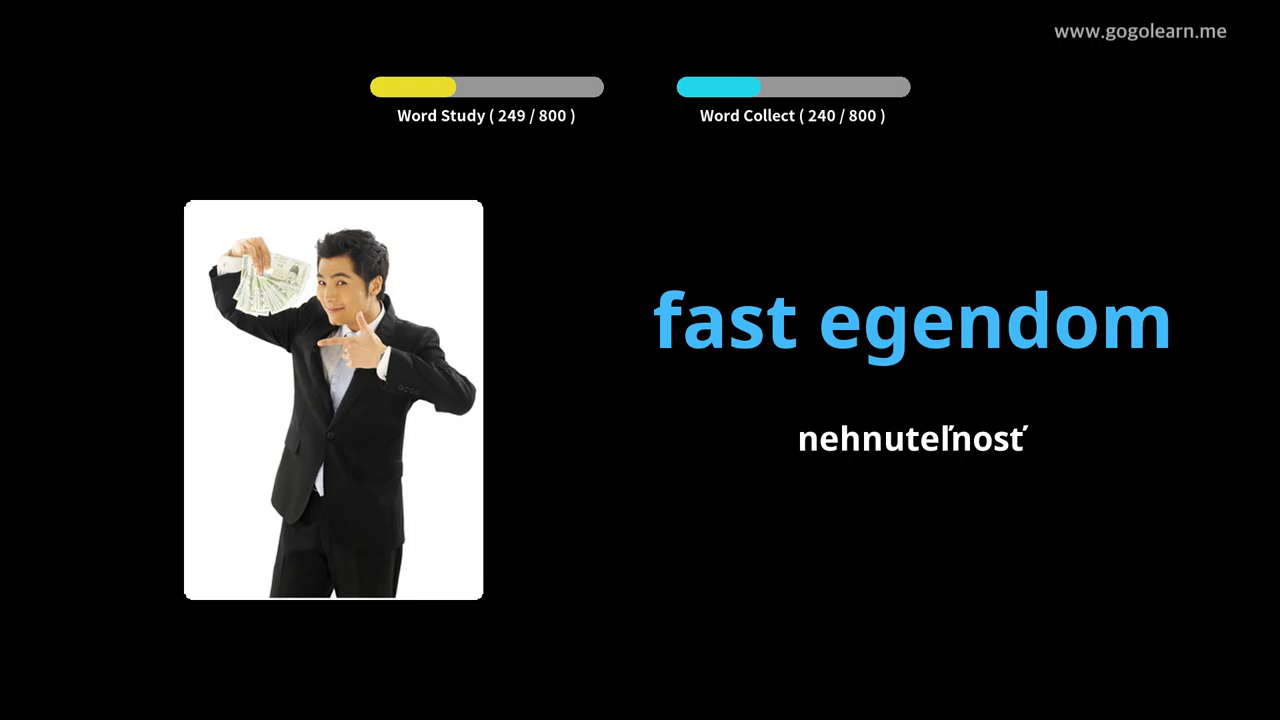 www.gogolearn.me
Word Study ( 249 / 800 )
Word Collect ( 240 / 800 )
fast egendom
nehnuteľnosť